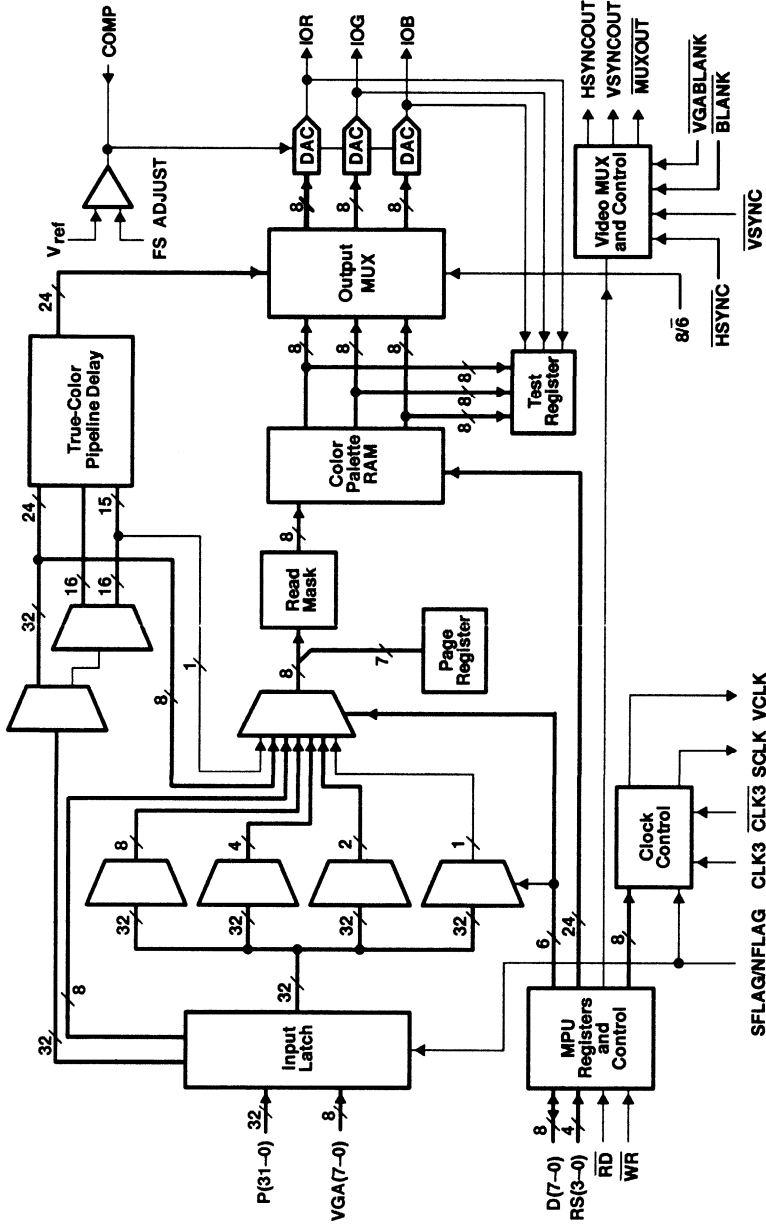 COMP
Vref
FS ADJUST
24
True-Color
Pipeline Delay
24
15
32
16
16
IOR
IOG
IOB
DAC
DAC
DAC
8
8
8
Output
MUX
8
8
8
8
8
8
Test
Register
Color
Palette
RAM
8
Read
Mask
8
7
Page
Register
8
1
8
4
2
1
32
32
32
32
32
8
32
Input
Latch
P(31–0)
32
VGA(7–0)
8
HSYNCOUT
VSYNCOUT
MUXOUT
Video MUX
and Control
VGABLANK
BLANK
VSYNC
HSYNC
8/6
6
24
8
MPU
Registers
and
Control
D(7–0)
8
RS(3–0)
4
RD
WR
Clock
Control
SFLAG/NFLAG
CLK3
CLK3
SCLK
VCLK